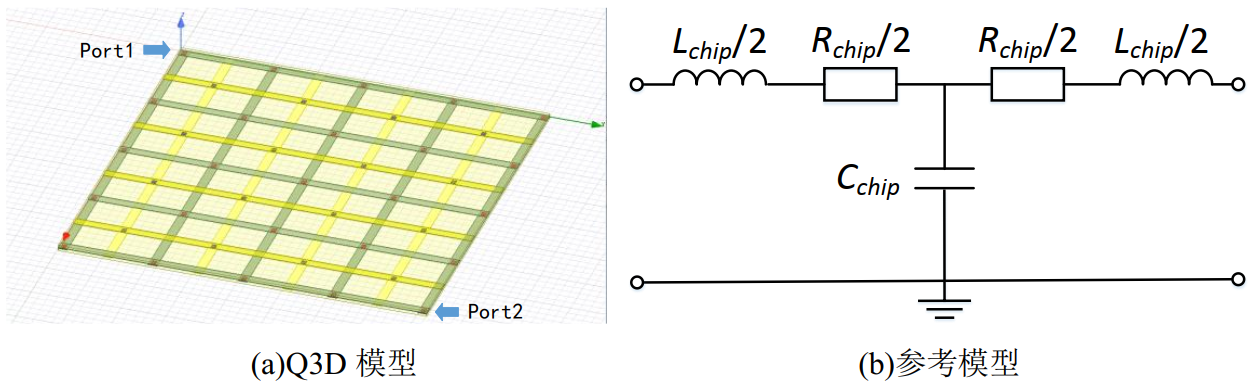 Port1
Port2
(a)Q3D 模型
L_chip/2
R_chip/2
R_chip/2
L_chip/2
C_chip
(b)参考模型